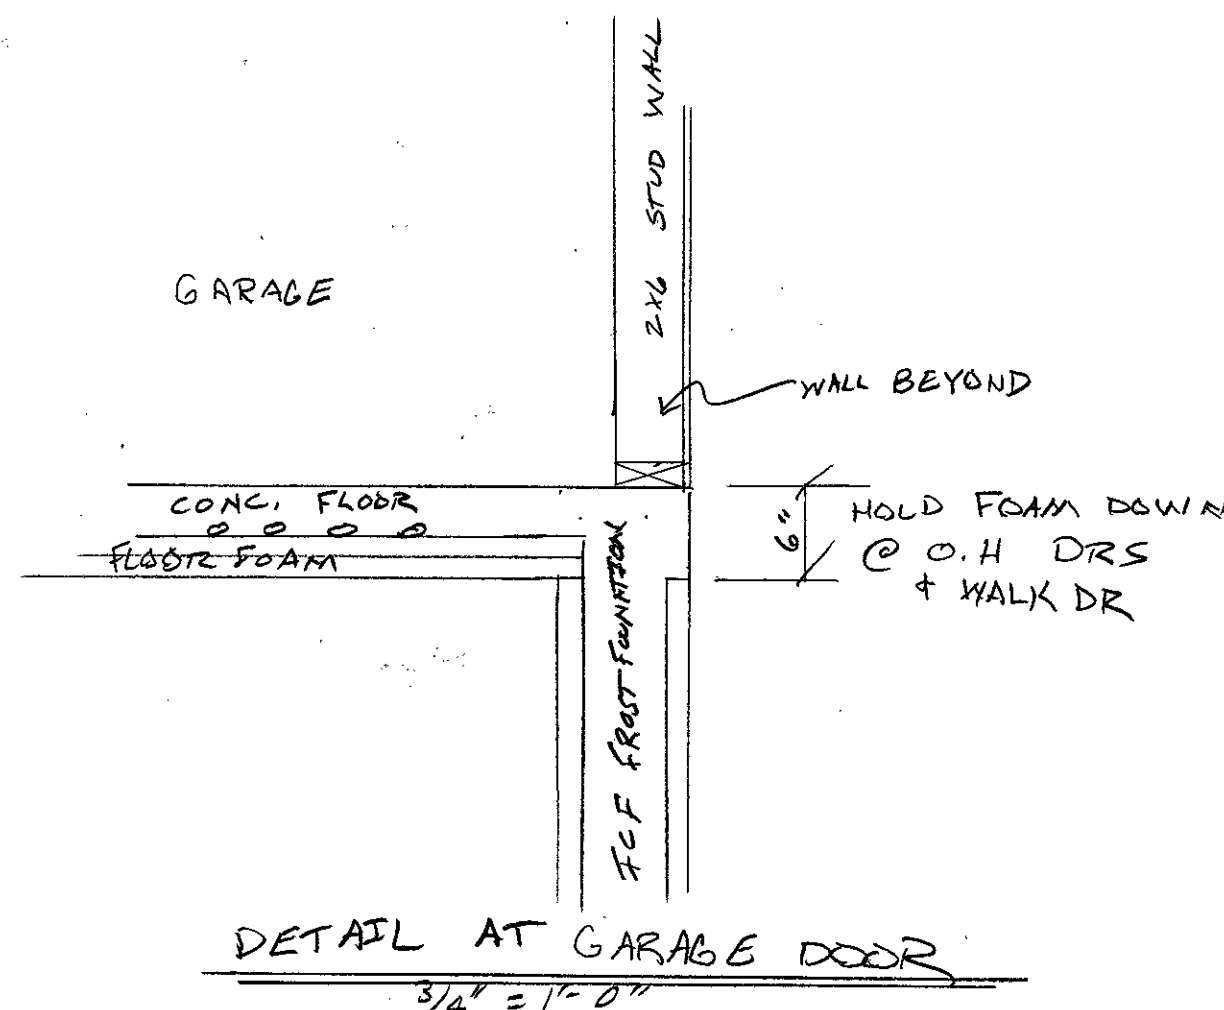 2X6 STUD WALL
GARAGE
WALL BEYOND
CONC. FLOOR
FLOOR FOAM
6"
HOLD FOAM DOWN
@ O.H DRS
& WALK DR
ICF FROST FOUNATION
DETAIL AT GARAGE DOOR
3/4" = 1'-0"